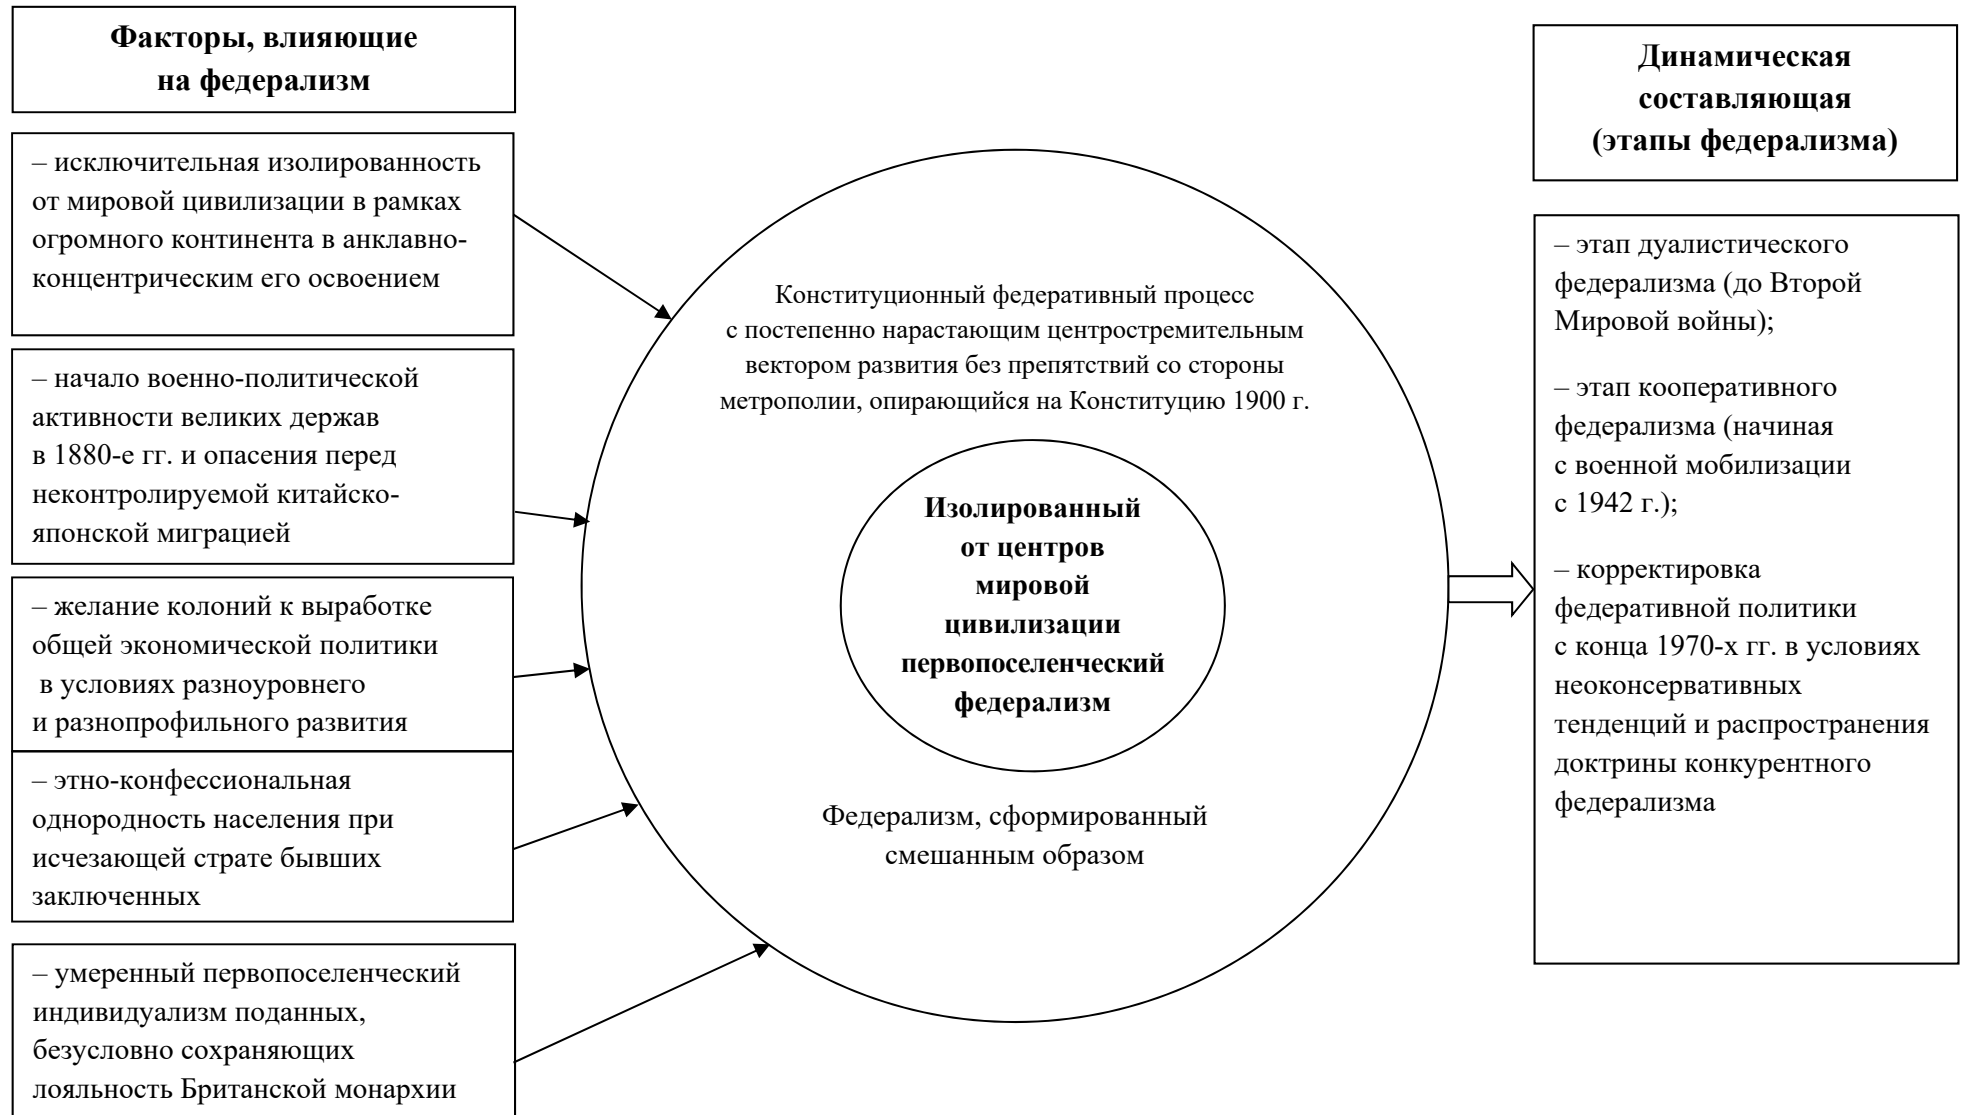 Факторы, влияющие
на федерализм
– исключительная изолированность
от мировой цивилизации в рамках
огромного континента в анклавно-
концентрическим его освоением
– начало военно-политической
активности великих держав
в 1880-е гг. и опасения перед
неконтролируемой китайско-
японской миграцией
– желание колоний к выработке
общей экономической политики
в условиях разноуровнего
и разнопрофильного развития
– этно-конфессиональная
однородность населения при
исчезающей страте бывших
заключенных
– умеренный первопоселенческий
индивидуализм поданных,
безусловно сохраняющих
лояльность Британской монархии
Конституционный федеративный процесс
с постепенно нарастающим центростремительным
вектором развития без препятствий со стороны
метрополии, опирающийся на Конституцию 1900 г.
Изолированный
от центров
мировой
цивилизации
первопоселенческий
федерализм
Федерализм, сформированный
смешанным образом
Динамическая
составляющая
(этапы федерализма)
– этап дуалистического
федерализма (до Второй
Мировой войны);
– этап кооперативного
федерализма (начиная
с военной мобилизации
с 1942 г.);
– корректировка
федеративной политики
с конца 1970-х гг. в условиях
неоконсервативных
тенденций и распространения
доктрины конкурентного
федерализма